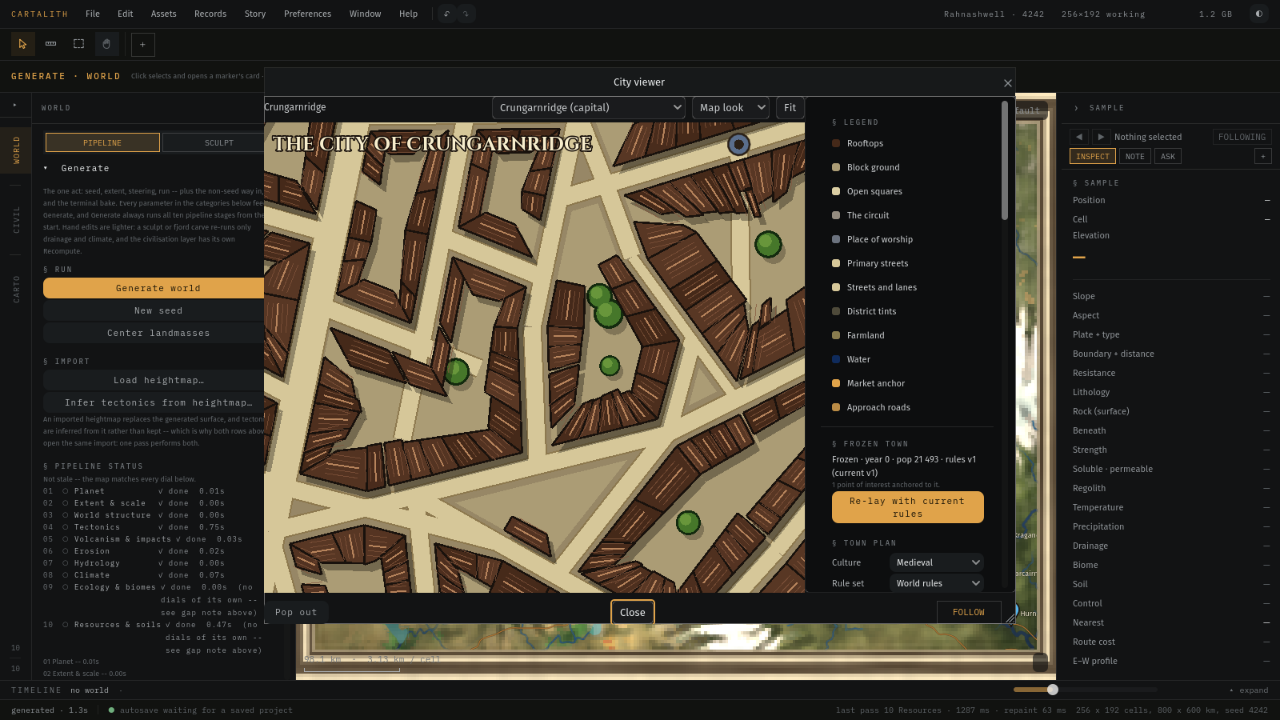 CARTALITH File Edit Assets Records Story Preferences Window Help Rahnashwell · 4242 256×192 working 1.2 GB
GENERATE · WORLD Click selects and opens a marker's card
WORLD
CIVIL
CARTO
10
10
WORLD
PIPELINE SCULPT
Generate
The one act: seed, extent, steering, run -- plus the non-seed way in,
and the terminal bake. Every parameter in the categories below fee
Generate, and Generate always runs all ten pipeline stages from the
start. Hand edits are lighter: a sculpt or fjord carve re-runs only
drainage and climate, and the civilisation layer has its own
Recompute.
§ RUN
Generate world
New seed
Center landmasses
§ IMPORT
Load heightmap…
Infer tectonics from heightmap…
An imported heightmap replaces the generated surface, and tecton
are inferred from it rather than kept -- which is why both rows abov
open the same import: one pass performs both.
§ PIPELINE STATUS
Not stale -- the map matches every dial below.
01 ○ Planet √ done 0.01s
02 ○ Extent & scale √ done 0.00s
03 ○ World structure √ done 0.00s
04 ○ Tectonics √ done 0.75s
05 ○ Volcanism & impacts √ done 0.03s
06 ○ Erosion √ done 0.02s
07 ○ Hydrology √ done 0.00s
08 ○ Climate √ done 0.07s
09 ○ Ecology & biomes √ done 0.00s (no
dials of its own --
see gap note above)
10 ○ Resources & soils √ done 0.47s (no
dials of its own --
see gap note above)
01 Planet -- 0.01s
02 Extent & scale -- 0.00s
City viewer
Crungarnridge Crungarnridge (capital) Map look Fit
THE CITY OF CRUNGARNRIDGE
§ LEGEND
Rooftops
Block ground
Open squares
The circuit
Place of worship
Primary streets
Streets and lanes
District tints
Farmland
Water
Market anchor
Approach roads
§ FROZEN TOWN
Frozen · year 0 · pop 21 493 · rules v1
(current v1)
1 point of interest anchored to it.
Re-lay with current
rules
§ TOWN PLAN
Culture Medieval
Rule set World rules
Pop out Close FOLLOW
SAMPLE
Nothing selected FOLLOWING
INSPECT NOTE ASK +
§ SAMPLE
Position –
Cell –
Elevation
—
Slope —
Aspect —
Plate + type —
Boundary + distance —
Resistance —
Lithology —
Rock (surface) —
Beneath —
Strength —
Soluble · permeable —
Regolith —
Temperature —
Precipitation —
Drainage —
Biome —
Soil —
Control —
Nearest —
Route cost —
E–W profile —
TIMELINE no world · expand
generated · 1.3s autosave waiting for a saved project last pass 10 Resources · 1287 ms · repaint 63 ms 256 x 192 cells, 800 x 600 km, seed 4242